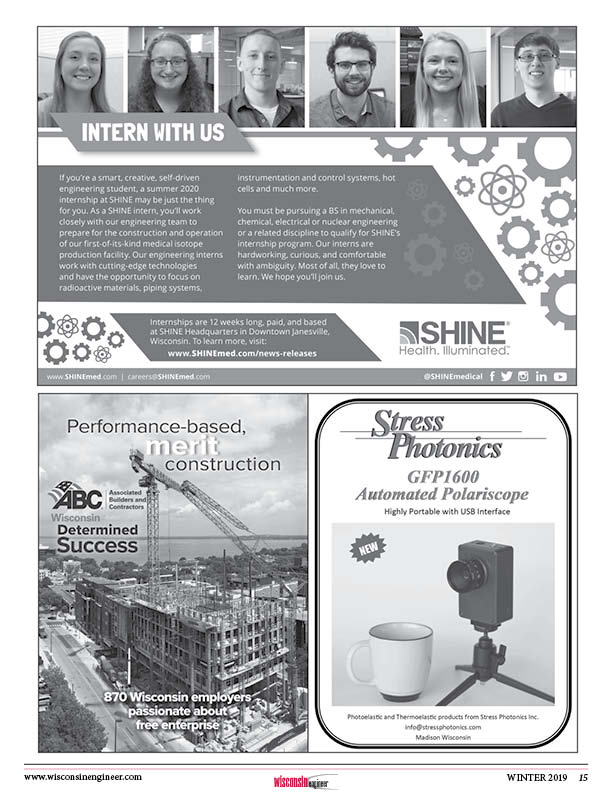 INTERN WITH US
If you're a smart, creative, self-driven
engineering student, a summer 2020
internship at SHINE may be just the thing
for you. As a SHINE intern, you'll work
closely with our engineering team to
prepare for the construction and operation
of our first-of-its-kind medical isotope
production facility. Our engineering interns
work with cutting-edge technologies
and have the opportunity to focus on
radioactive materials, piping systems,
instrumentation and control systems, hot
cells and much more.
You must be pursuing a BS in mechanical,
chemical, electrical or nuclear engineering
or a related discipline to qualify for SHINE's
internship program. Our interns are
hardworking, curious, and comfortable
with ambiguity. Most of all, they love to
learn. We hope you'll join us.
Internships are 12 weeks long, paid, and based
at SHINE Headquarters in Downtown Janesville,
Wisconsin. To learn more, visit:
www.SHINEmed.com/news-releases
SHINE®
Health. Illuminated.™
www.SHINEmed.com | careers@SHINEmed.com
@SHINEmedical
Performance-based,
merit
construction
ABC
Associated
Builders and
Contractors
Wisconsin
Determined
Success
870 Wisconsin employers
passionate about
free enterprise
Stress
Photonics
GFP1600
Automated Polariscope
Highly Portable with USB Interface
NEW
Photoelastic and Thermoelastic products from Stress Photonics Inc.
info@stressphotonics.com
Madison Wisconsin
www.wisconsinengineer.com
wisconsin engineer
WINTER 2019 15